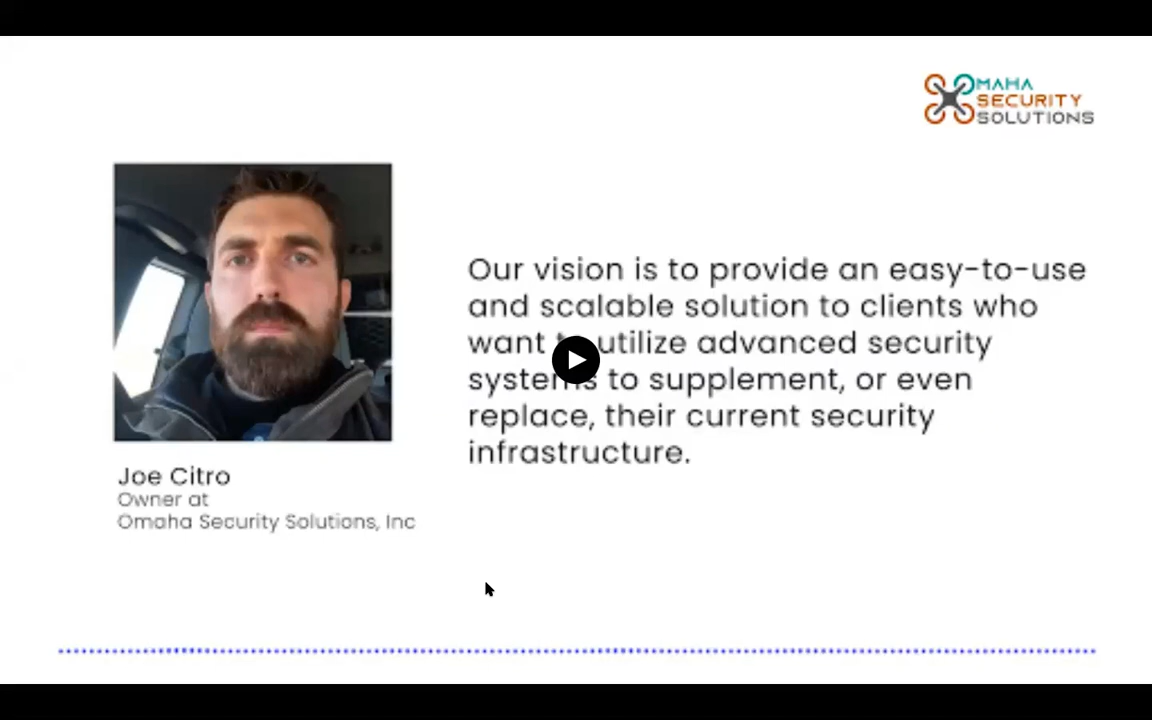 OMAHA
SECURITY
SOLUTIONS
Our vision is to provide an easy-to-use
and scalable solution to clients who
want to utilize advanced security
systems to supplement, or even
replace, their current security
infrastructure.
Joe Citro
Owner at
Omaha Security Solutions, Inc